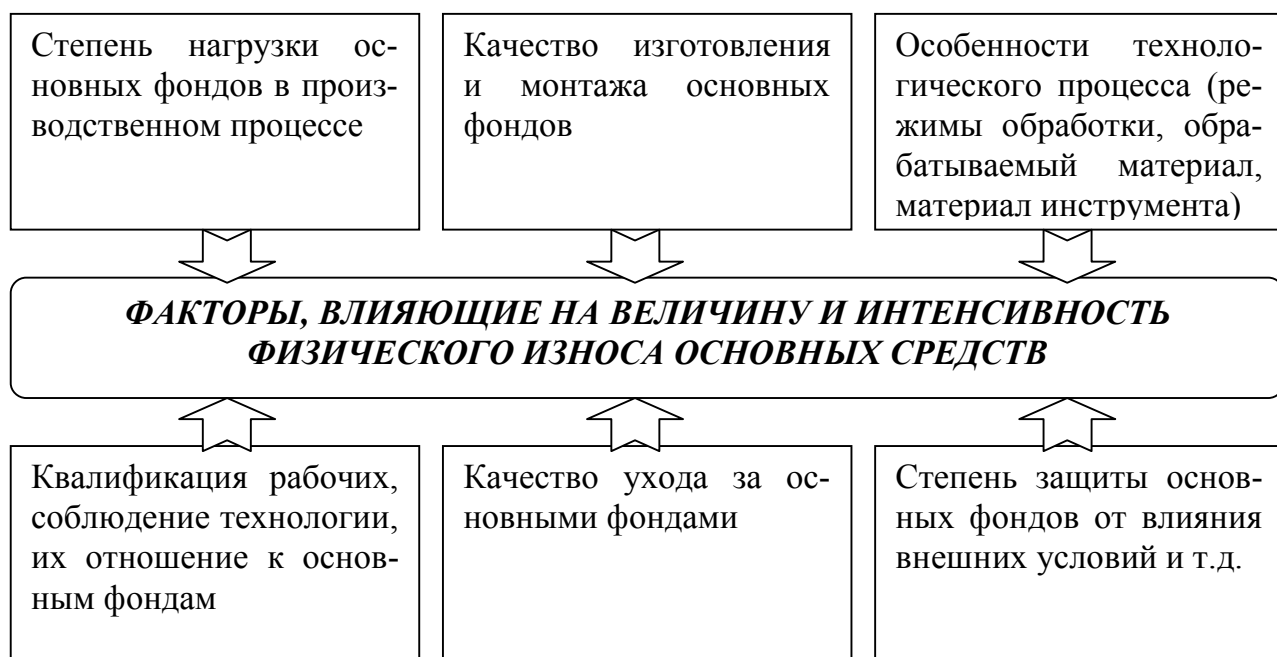 Степень нагрузки ос-
новных фондов в произ-
водственном процессе
Качество изготовления
и монтажа основных
фондов
Особенности техноло-
гического процесса (ре-
жимы обработки, обра-
батываемый материал,
материал инструмента)
ФАКТОРЫ, ВЛИЯЮЩИЕ НА ВЕЛИЧИНУ И ИНТЕНСИВНОСТЬ
ФИЗИЧЕСКОГО ИЗНОСА ОСНОВНЫХ СРЕДСТВ
Квалификация рабочих,
соблюдение технологии,
их отношение к основ-
ным фондам
Качество ухода за ос-
новными фондами
Степень защиты основ-
ных фондов от влияния
внешних условий и т.д.